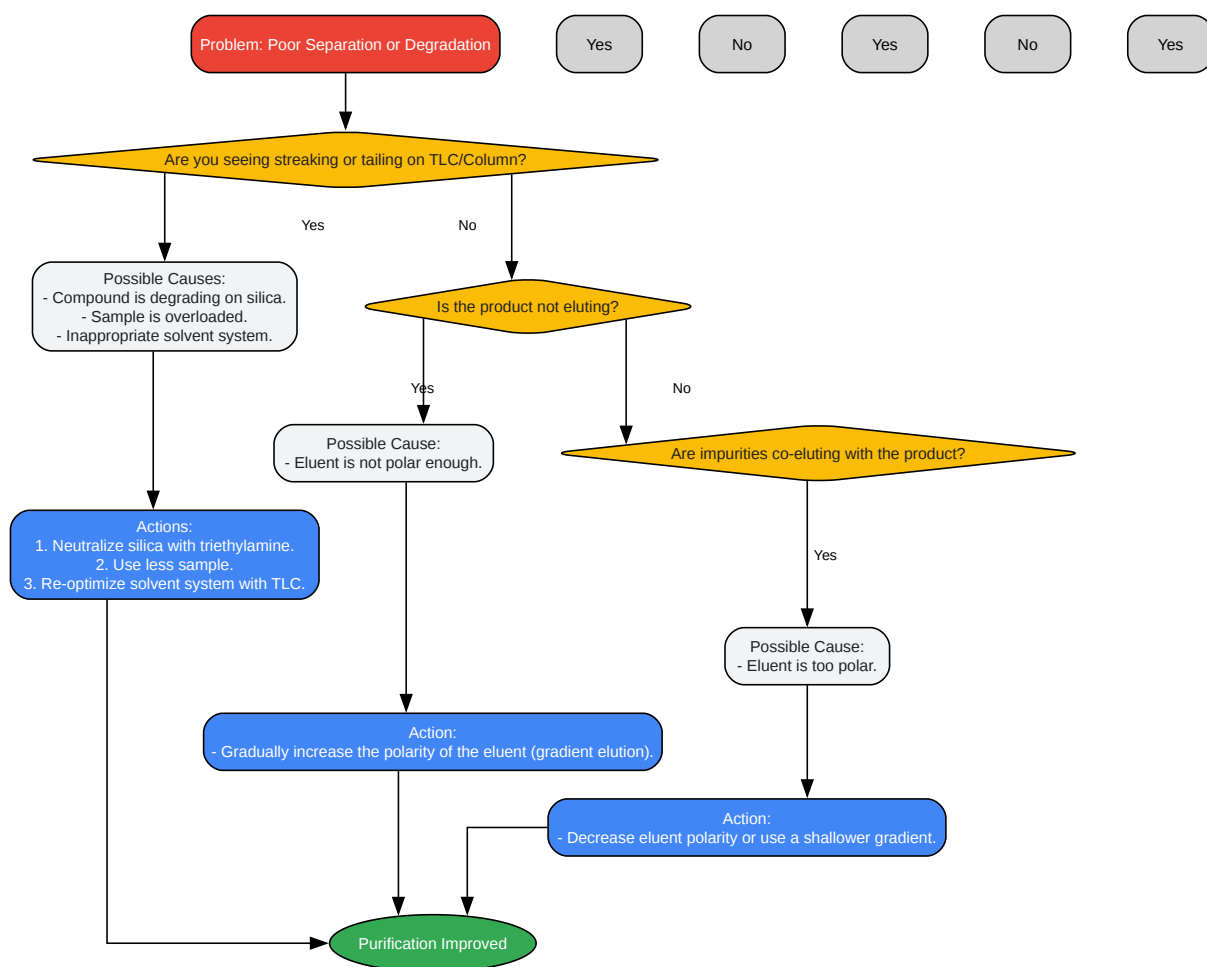 Problem: Poor Separation or Degradation
Yes
No
Yes
No
Yes
Are you seeing streaking or tailing on TLC/Column?
Yes
No
Possible Causes:
- Compound is degrading on silica.
- Sample is overloaded.
- Inappropriate solvent system.
Is the product not eluting?
Yes
No
Possible Cause:
- Eluent is not polar enough.
Are impurities co-eluting with the product?
Actions:
1. Neutralize silica with triethylamine.
2. Use less sample.
3. Re-optimize solvent system with TLC.
Yes
Possible Cause:
- Eluent is too polar.
Action:
- Gradually increase the polarity of the eluent (gradient elution).
Action:
- Decrease eluent polarity or use a shallower gradient.
Purification Improved